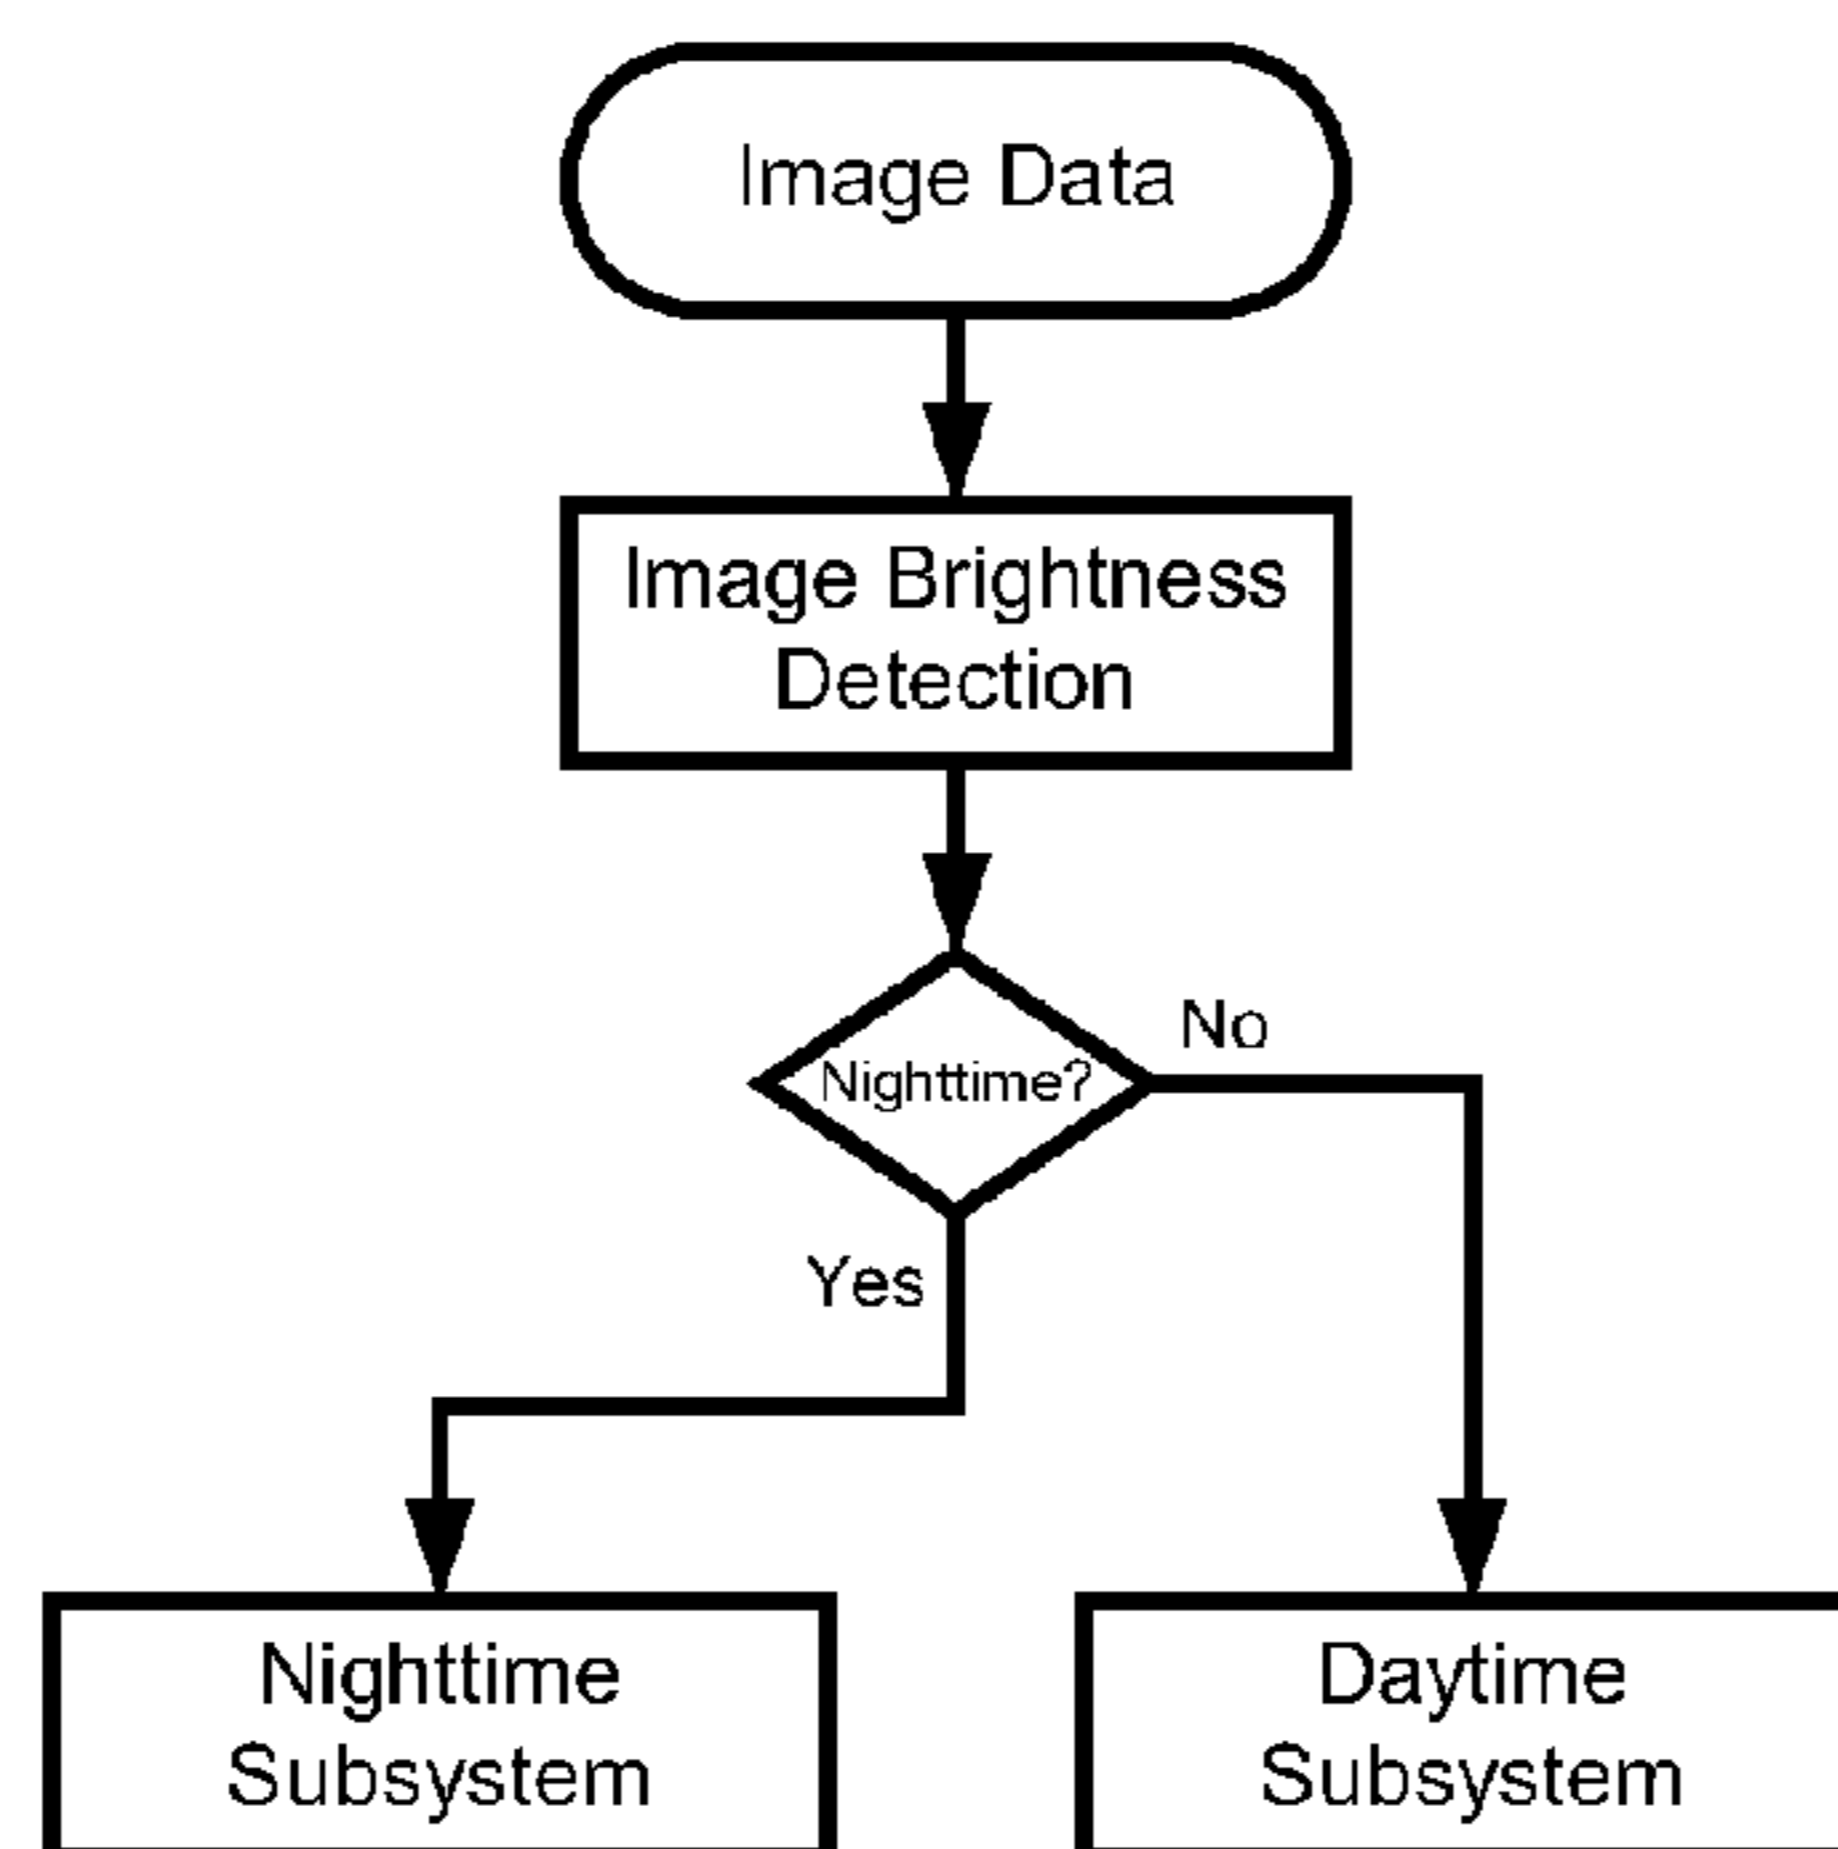 Image Data
Image Brightness
Detection
Nighttime?
No
Yes
Nighttime
Subsystem
Daytime
Subsystem